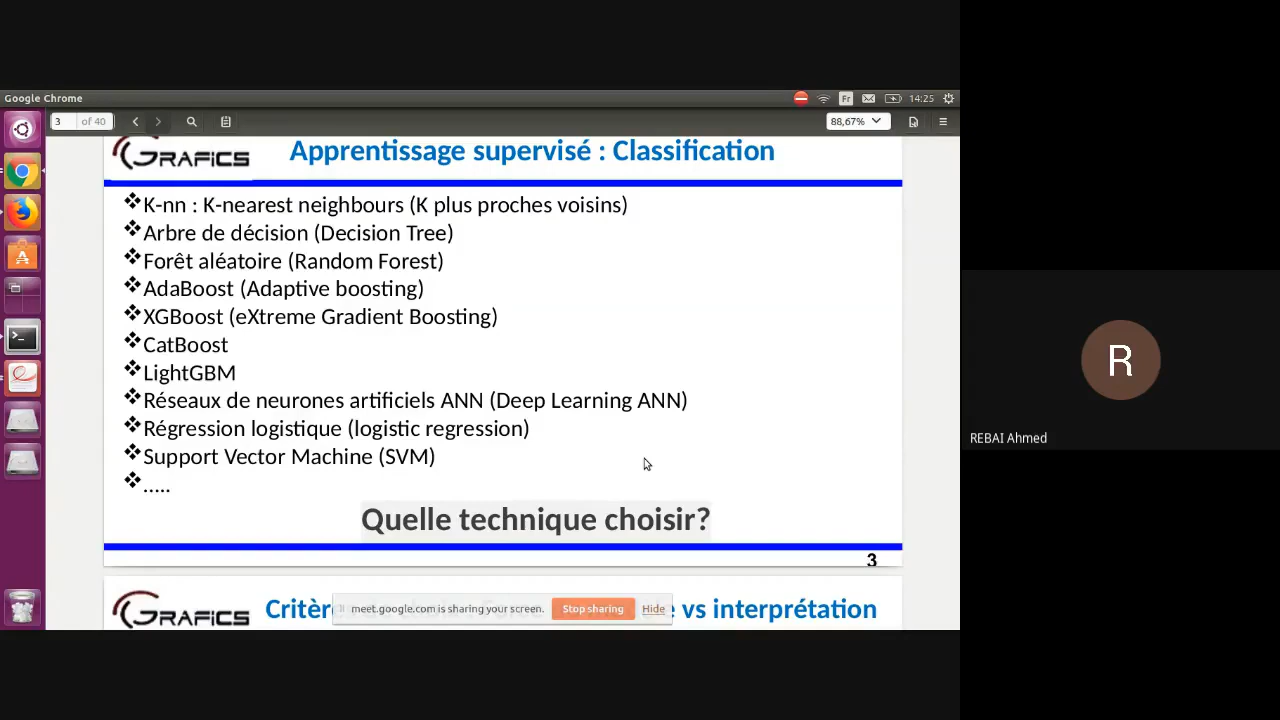 Google Chrome
Fr
14:25
3 of 40
88,67%
GRAFICS
Apprentissage supervisé : Classification
K-nn : K-nearest neighbours (K plus proches voisins)
Arbre de décision (Decision Tree)
Forêt aléatoire (Random Forest)
AdaBoost (Adaptive boosting)
XGBoost (eXtreme Gradient Boosting)
CatBoost
LightGBM
Réseaux de neurones artificiels ANN (Deep Learning ANN)
Régression logistique (logistic regression)
Support Vector Machine (SVM)
.....
Quelle technique choisir?
3
GRAFICS
vs interprétation
meet.google.com is sharing your screen. Stop sharing Hide
R
REBAI Ahmed